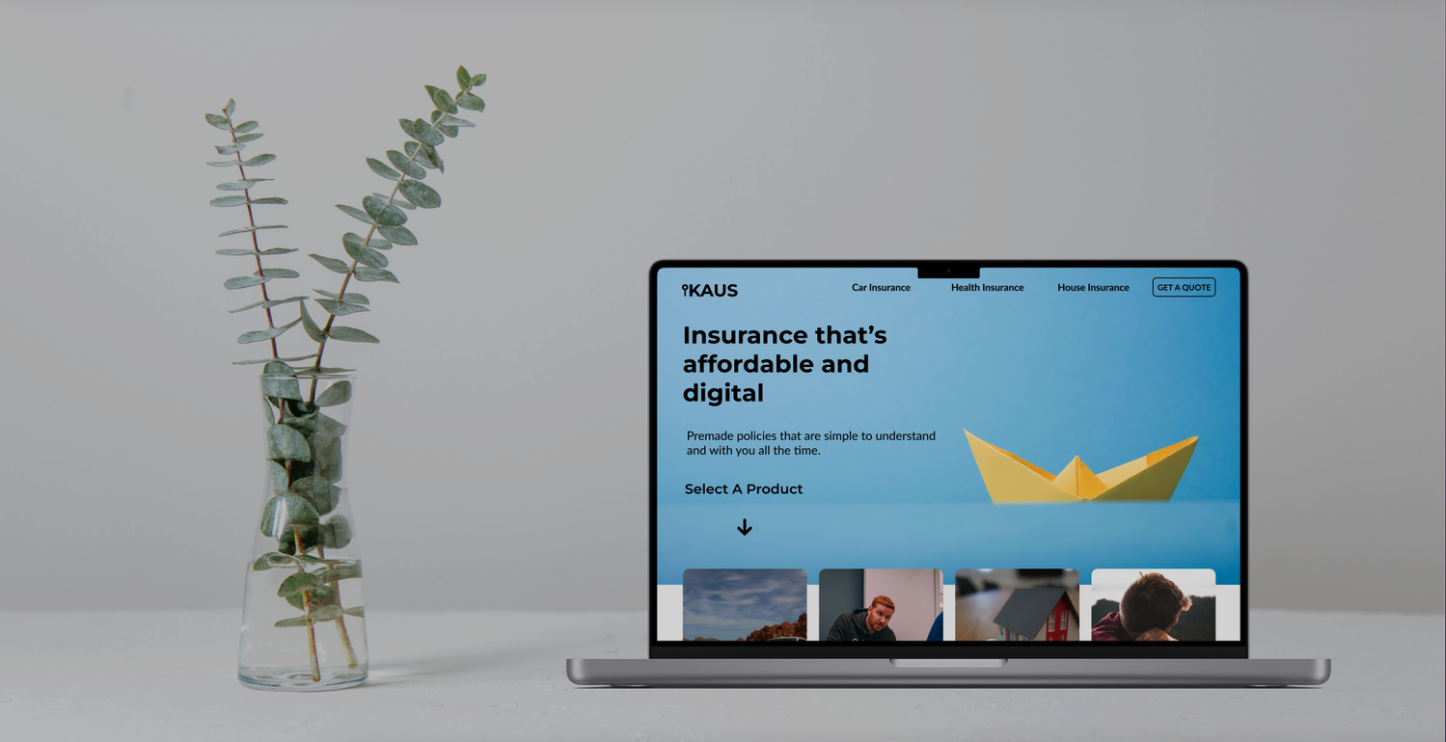 KAUS
Car Insurance
Health Insurance
House Insurance
GET A QUOTE
Insurance that’s
affordable and
digital
Premade policies that are simple to understand
and with you all the time.
Select A Product